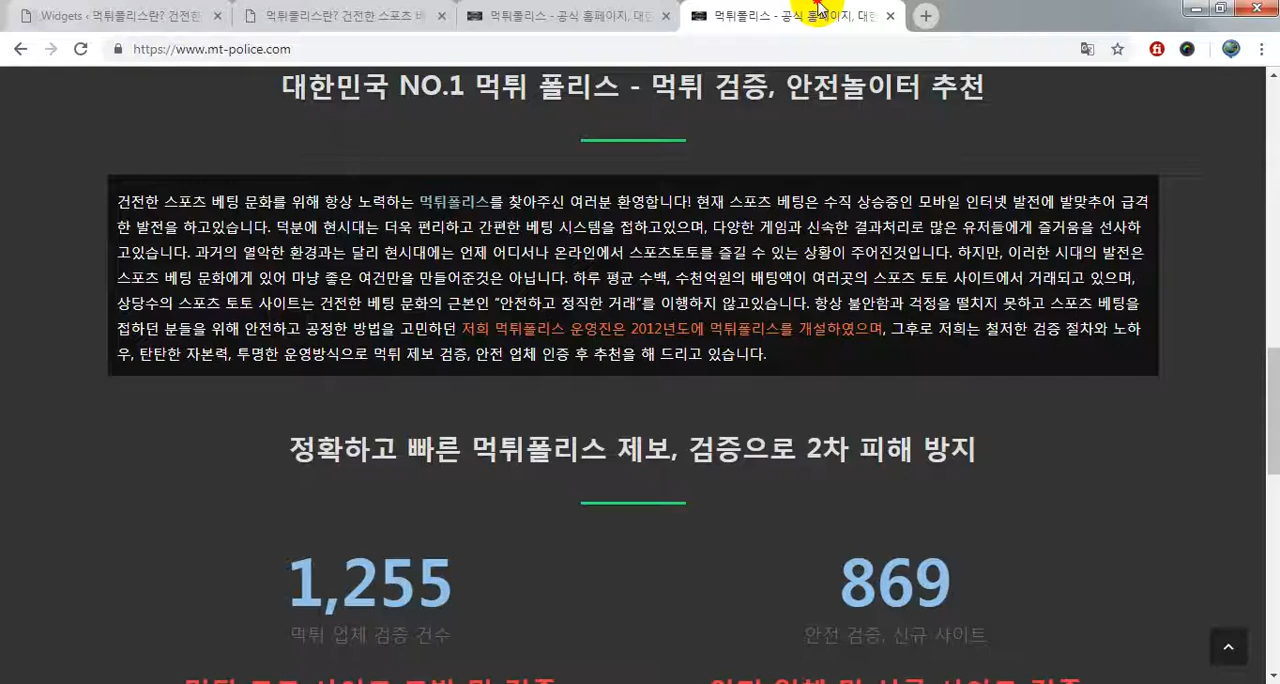 Widgets ‹ 먹튀폴리스란? 건전한
먹튀폴리스란? 건전한 스포츠 베
먹튀폴리스 - 공식 홈페이지, 대한
먹튀폴리스 - 공식 홈페이지, 대한
https://www.mt-police.com
대한민국 NO.1 먹튀 폴리스 - 먹튀 검증, 안전놀이터 추천
건전한 스포츠 베팅 문화를 위해 항상 노력하는 먹튀폴리스를 찾아주신 여러분 환영합니다! 현재 스포츠 베팅은 수직 상승중인 모바일 인터넷 발전에 발맞추어 급격
한 발전을 하고있습니다. 덕분에 현시대는 더욱 편리하고 간편한 베팅 시스템을 접하고있으며, 다양한 게임과 신속한 결과처리로 많은 유저들에게 즐거움을 선사하
고있습니다. 과거의 열악한 환경과는 달리 현시대에는 언제 어디서나 온라인에서 스포츠토토를 즐길 수 있는 상황이 주어진것입니다. 하지만, 이러한 시대의 발전은
스포츠 베팅 문화에게 있어 마냥 좋은 여건만을 만들어준것은 아닙니다. 하루 평균 수백, 수천억원의 배팅액이 여러곳의 스포츠 토토 사이트에서 거래되고 있으며,
상당수의 스포츠 토토 사이트는 건전한 베팅 문화의 근본인 “안전하고 정직한 거래”를 이행하지 않고있습니다. 항상 불안함과 걱정을 떨치지 못하고 스포츠 베팅을
접하던 분들을 위해 안전하고 공정한 방법을 고민하던 저희 먹튀폴리스 운영진은 2012년도에 먹튀폴리스를 개설하였으며, 그후로 저희는 철저한 검증 절차와 노하
우, 탄탄한 자본력, 투명한 운영방식으로 먹튀 제보 검증, 안전 업체 인증 후 추천을 해 드리고 있습니다.
정확하고 빠른 먹튀폴리스 제보, 검증으로 2차 피해 방지
1,255
869
먹튀 업체 검증 건수
안전 검증, 신규 사이트